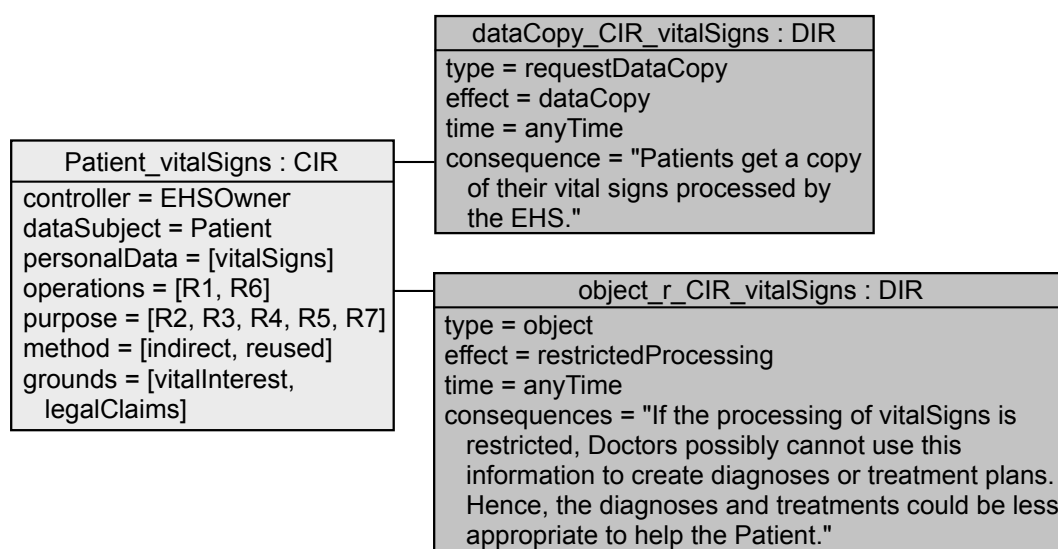 dataCopy_CIR_vitalSigns : DIR
type = requestDataCopy
effect = dataCopy
time = anyTime
consequence = "Patients get a copy
of their vital signs processed by
the EHS."
Patient_vitalSigns : CIR
controller = EHSOwner
dataSubject = Patient
personalData = [vitalSigns]
operations = [R1, R6]
purpose = [R2, R3, R4, R5, R7]
method = [indirect, reused]
grounds = [vitalInterest,
legalClaims]
object_r_CIR_vitalSigns : DIR
type = object
effect = restrictedProcessing
time = anyTime
consequences = "If the processing of vitalSigns is
restricted, Doctors possibly cannot use this
information to create diagnoses or treatment plans.
Hence, the diagnoses and treatments could be less
appropriate to help the Patient."